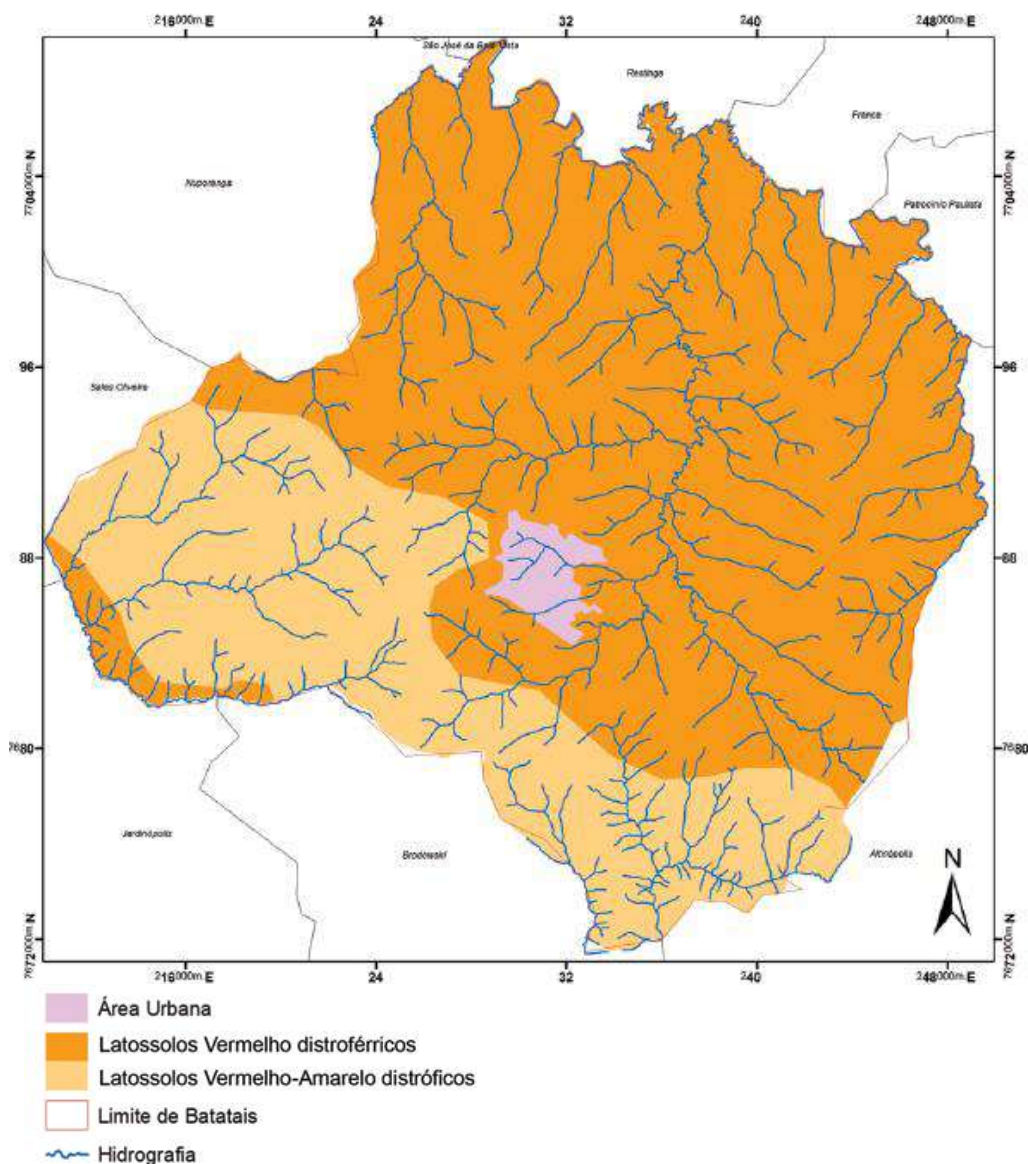 216000m.E 24 32 240 248000m.E
São José da Bela Vista
Restinga
Franca
7704000m.N
7704000m.N
Nuporanga
Patrocínio Paulista
96
96
Sales Oliveira
88
88
7680
7680
Jardinópolis
Brodowski
Altinópolis
N
7672000m.N
7672000m.N
216000m.E 24 32 240 248000m.E
Área Urbana
Latossolos Vermelho distroférricos
Latossolos Vermelho-Amarelo distróficos
Limite de Batatais
Hidrografia